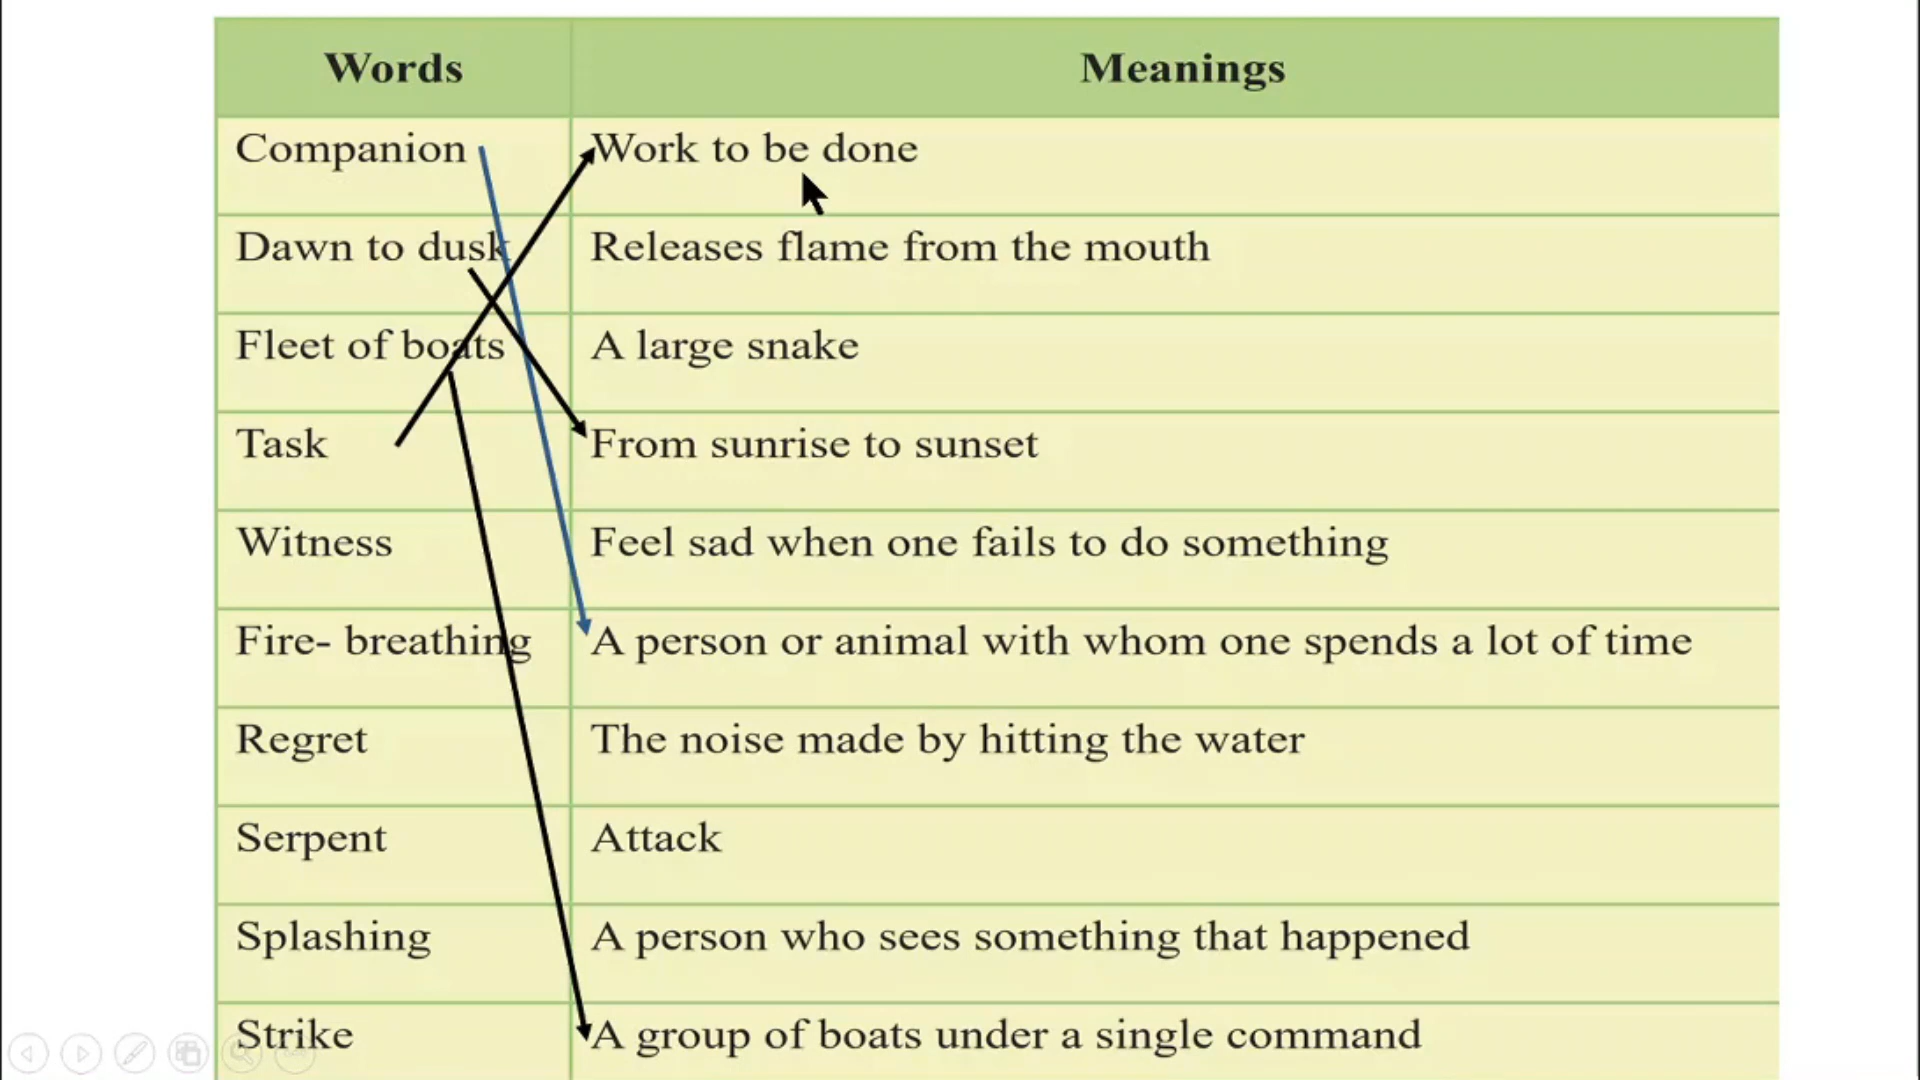 Words Meanings
Companion Work to be done
Dawn to dusk Releases flame from the mouth
Fleet of boats A large snake
Task From sunrise to sunset
Witness Feel sad when one fails to do something
Fire- breathing A person or animal with whom one spends a lot of time
Regret The noise made by hitting the water
Serpent Attack
Splashing A person who sees something that happened
Strike A group of boats under a single command